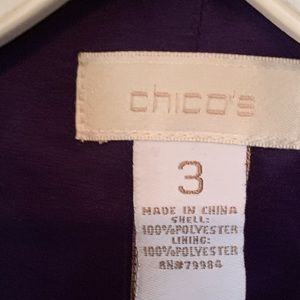 chico's
3
MADE IN CHINA
SHELL:
100%POLYESTER
LINING:
100%POLYESTER
RN#79984